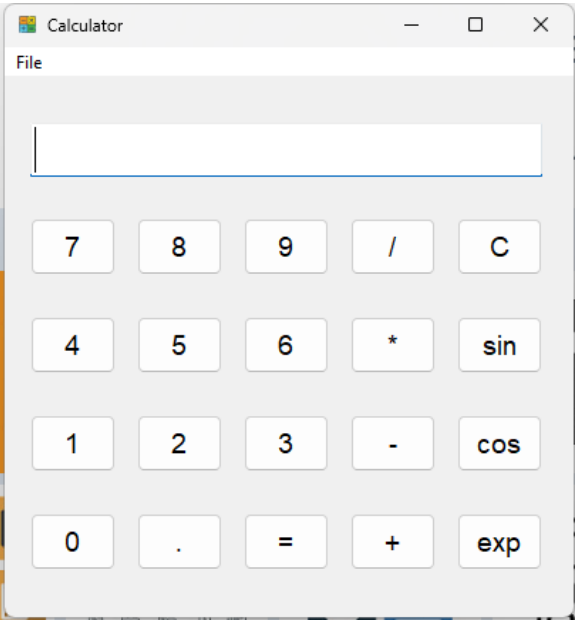 Calculator
File
7 8 9 / C
4 5 6 * sin
1 2 3 - cos
0 . = + exp